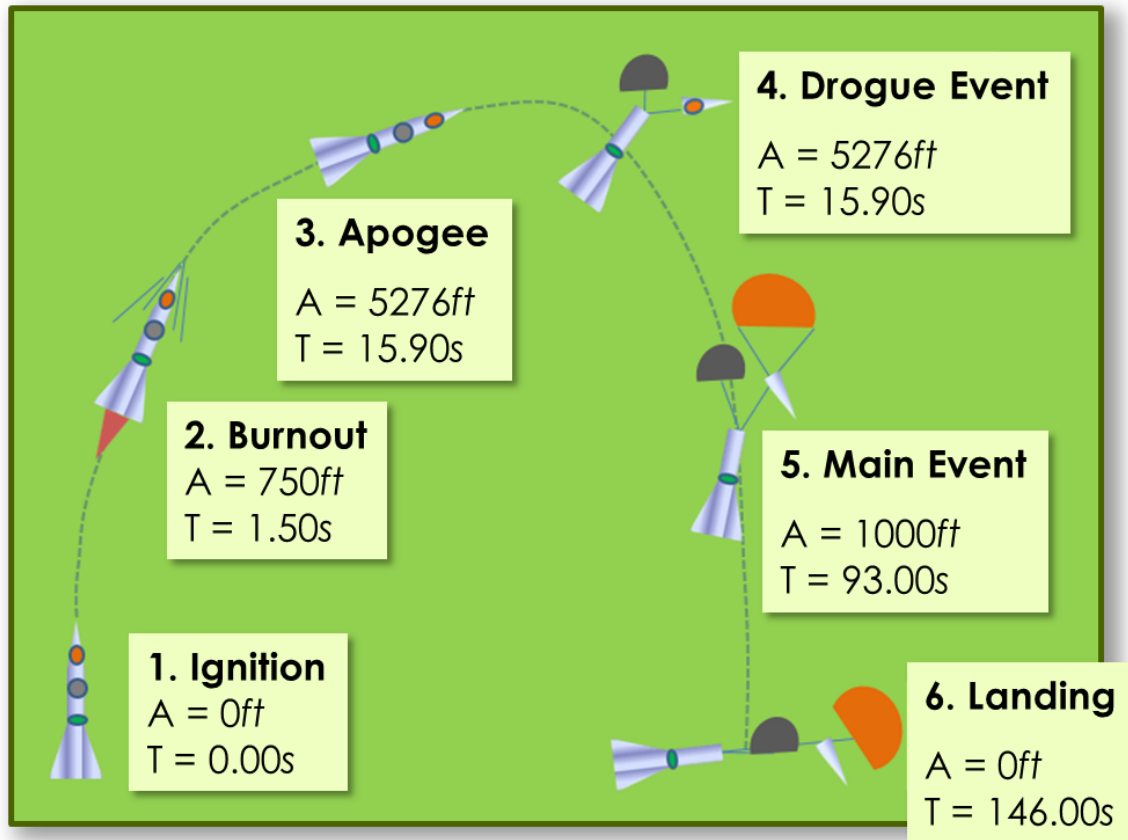 1. Ignition
A = 0ft
T = 0.00s
2. Burnout
A = 750ft
T = 1.50s
3. Apogee
A = 5276ft
T = 15.90s
4. Drogue Event
A = 5276ft
T = 15.90s
5. Main Event
A = 1000ft
T = 93.00s
6. Landing
A = 0ft
T = 146.00s